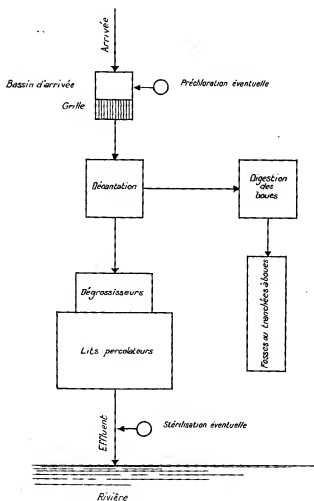 Arrivée
Bassin d'arrivée
Préchloration éventuelle
Grille
Décantation
Digestion
des
boues
Dégrossisseurs
Fosses ou tranchées à boues
Lits percolateurs
Effluent
Stérilisation éventuelle
Rivière